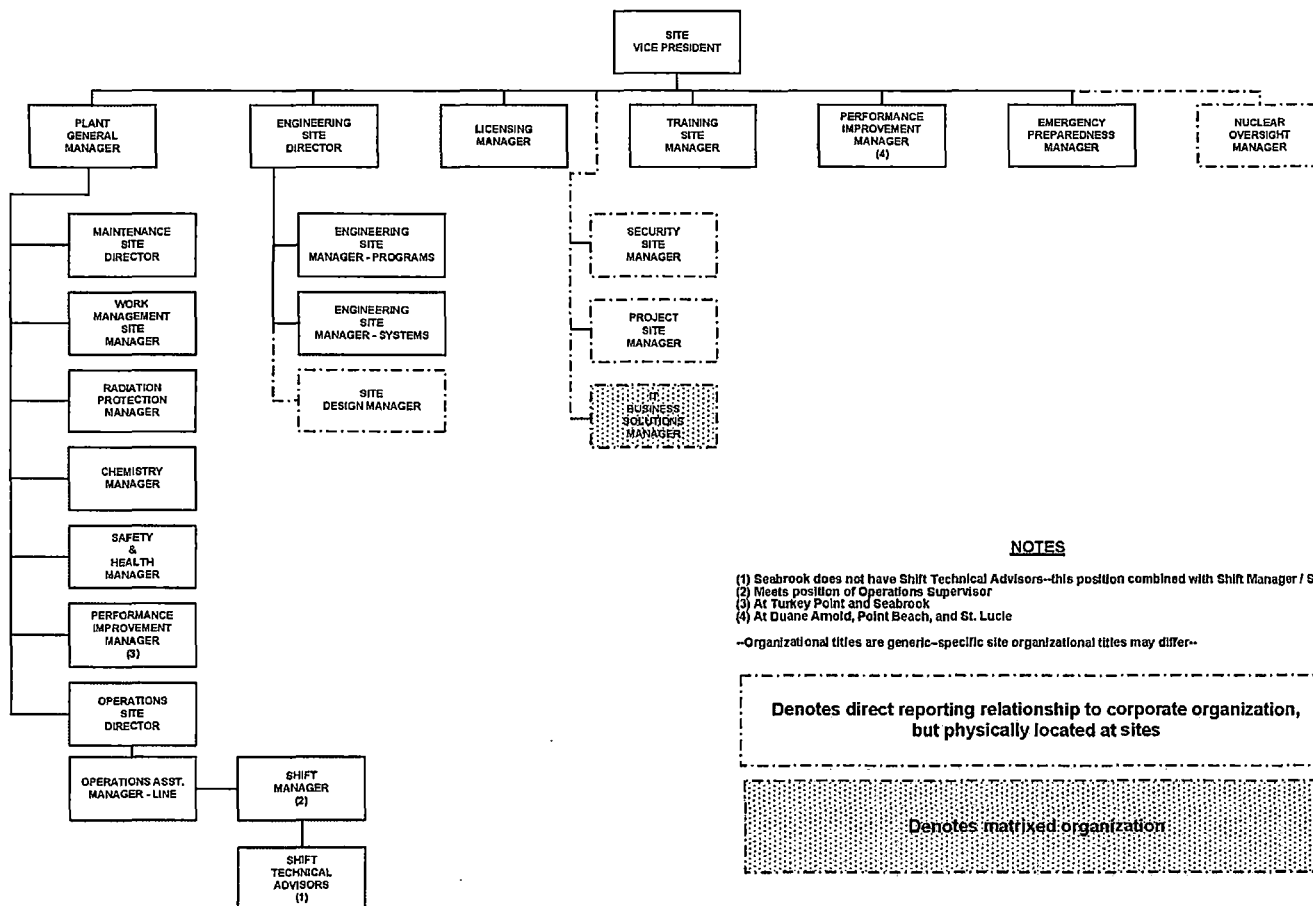 SITE
VICE PRESIDENT
PLANT
GENERAL
MANAGER
ENGINEERING
SITE
DIRECTOR
LICENSING
MANAGER
TRAINING
SITE
MANAGER
PERFORMANCE
IMPROVEMENT
MANAGER
(4)
EMERGENCY
PREPAREDNESS
MANAGER
NUCLEAR
OVERSIGHT
MANAGER
MAINTENANCE
SITE
DIRECTOR
WORK
MANAGEMENT
SITE
MANAGER
RADIATION
PROTECTION
MANAGER
CHEMISTRY
MANAGER
SAFETY
&
HEALTH
MANAGER
PERFORMANCE
IMPROVEMENT
MANAGER
(3)
OPERATIONS
SITE
DIRECTOR
OPERATIONS ASST.
MANAGER - LINE
SHIFT
MANAGER
(2)
SHIFT
TECHNICAL
ADVISORS
(1)
ENGINEERING
SITE
MANAGER - PROGRAMS
ENGINEERING
SITE
MANAGER - SYSTEMS
SITE
DESIGN MANAGER
SECURITY
SITE
MANAGER
PROJECT
SITE
MANAGER
IT
BUSINESS
SOLUTIONS
MANAGER
NOTES
(1) Seabrook does not have Shift Technical Advisors--this position combined with Shift Manager / S
(2) Meets position of Operations Supervisor
(3) At Turkey Point and Seabrook
(4) At Duane Arnold, Point Beach, and St. Lucie
--Organizational titles are generic--specific site organizational titles may differ--
Denotes direct reporting relationship to corporate organization,
but physically located at sites
Denotes matrixed organization